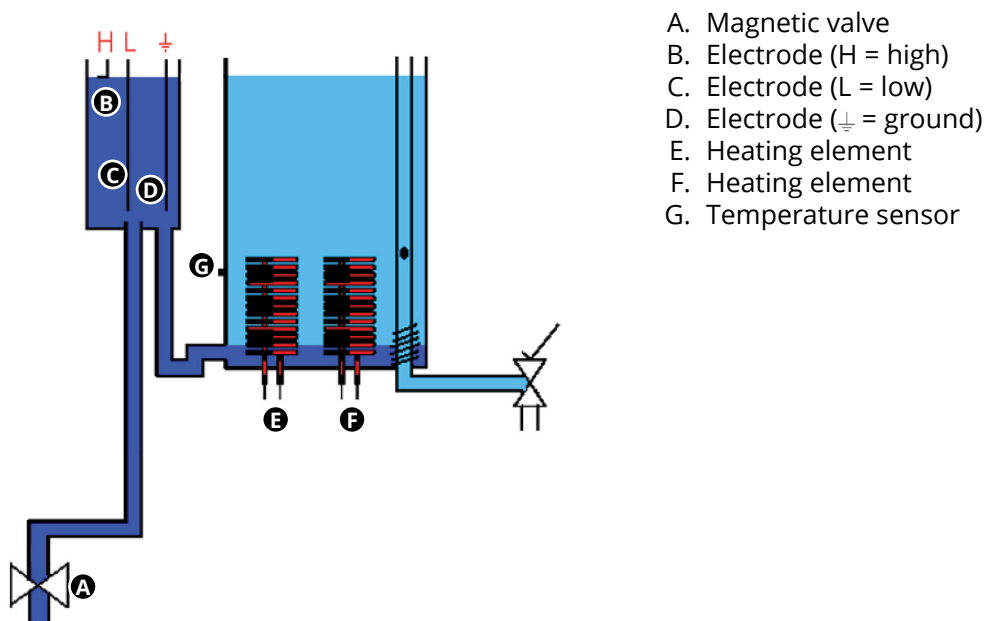 H L ⏚
B
C
D
G
E
F
A
A. Magnetic valve
B. Electrode (H = high)
C. Electrode (L = low)
D. Electrode (⏚ = ground)
E. Heating element
F. Heating element
G. Temperature sensor